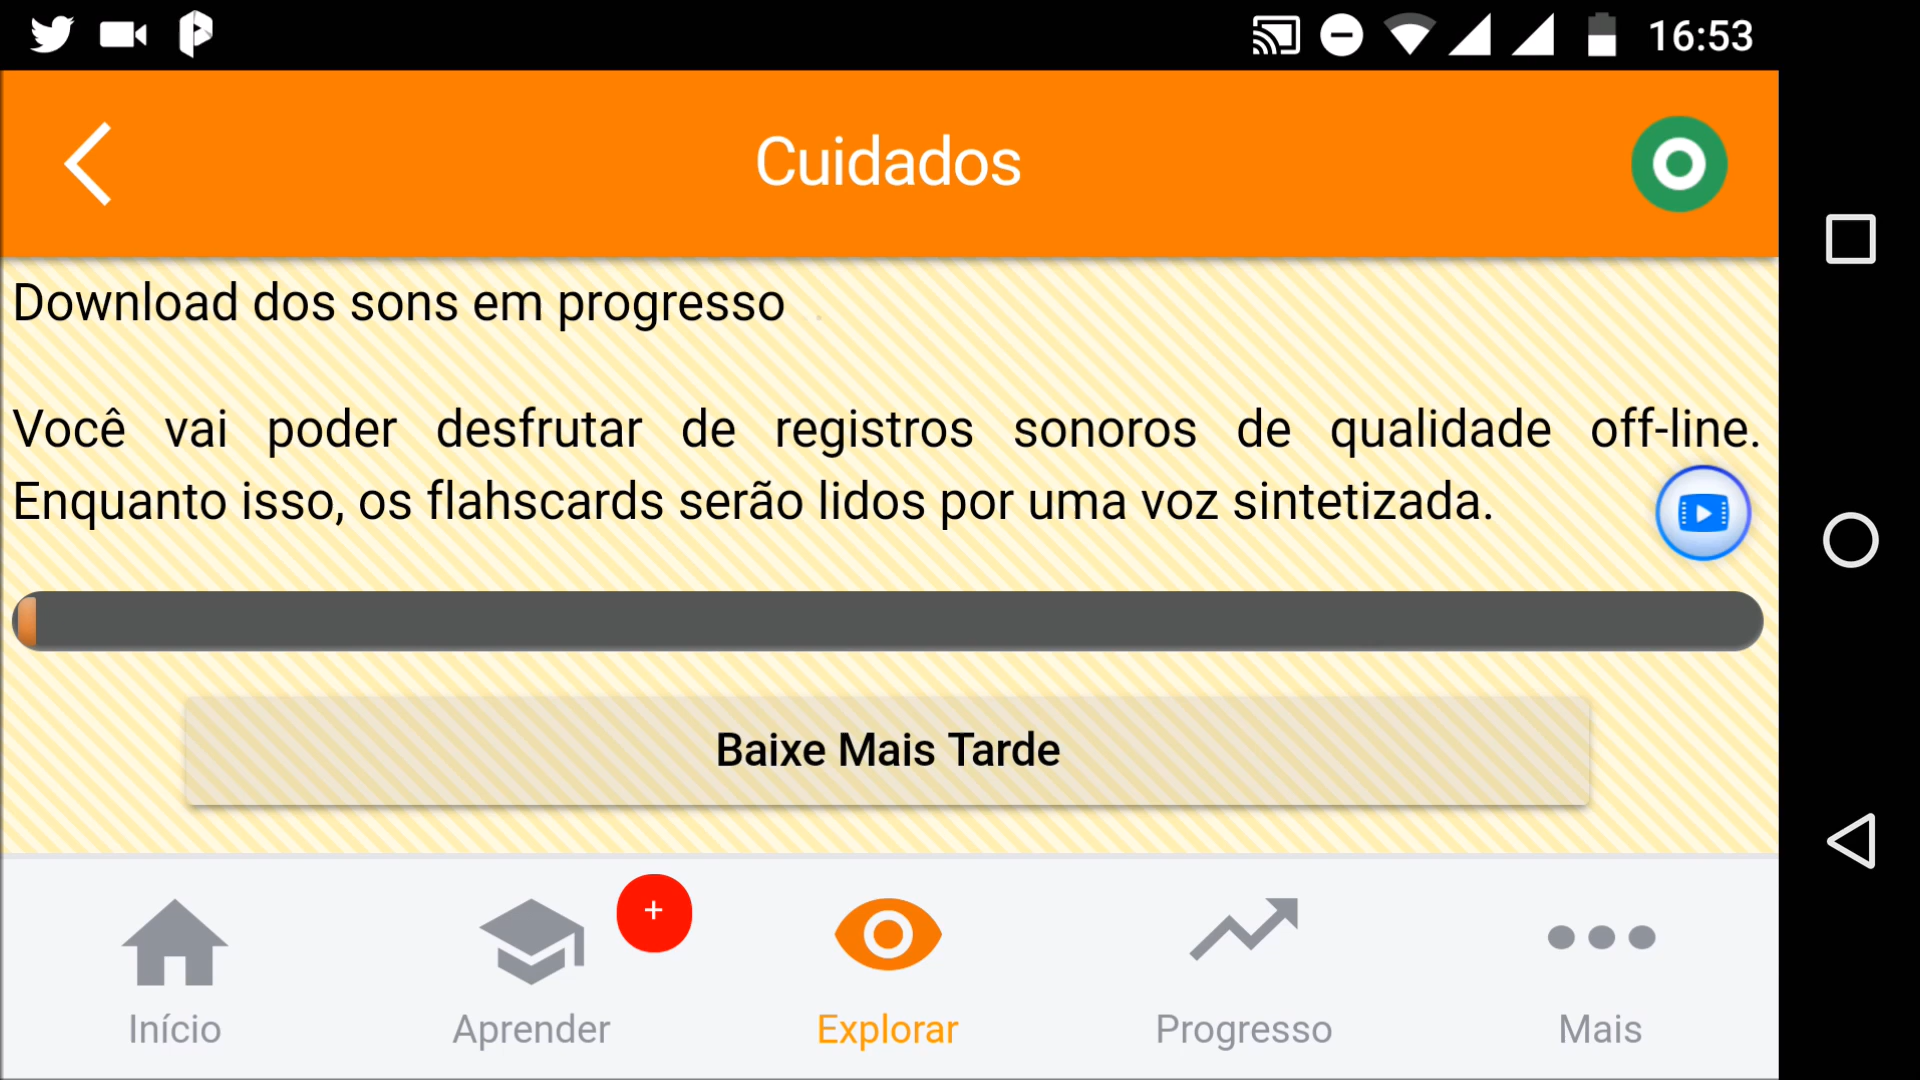 16:53
Cuidados
Download dos sons em progresso
Você vai poder desfrutar de registros sonoros de qualidade off-line.
Enquanto isso, os flahscards serão lidos por uma voz sintetizada.
Baixe Mais Tarde
+
Início
Aprender
Explorar
Progresso
Mais